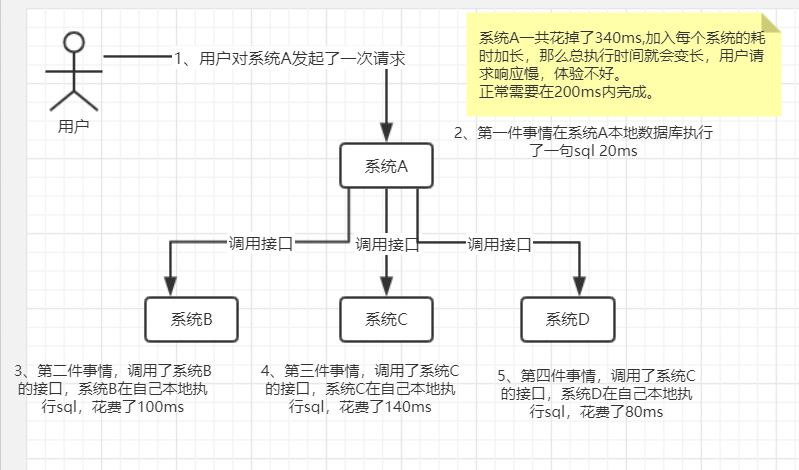 系统A一共花掉了340ms,加入每个系统的耗
时加长，那么总执行时间就会变长，用户请
求响应慢，体验不好。
正常需要在200ms内完成。
1、用户对系统A发起了一次请求
用户
2、第一件事情在系统A本地数据库执行
了一句sql 20ms
系统A
调用接口
调用接口
调用接口
系统B
系统C
系统D
3、第二件事情，调用了系统B
的接口，系统B在自己本地执
行sql，花费了100ms
4、第三件事情，调用了系统C
的接口，系统C在自己本地执
行sql，花费了140ms
5、第四件事情，调用了系统C
的接口，系统D在自己本地执
行sql，花费了80ms